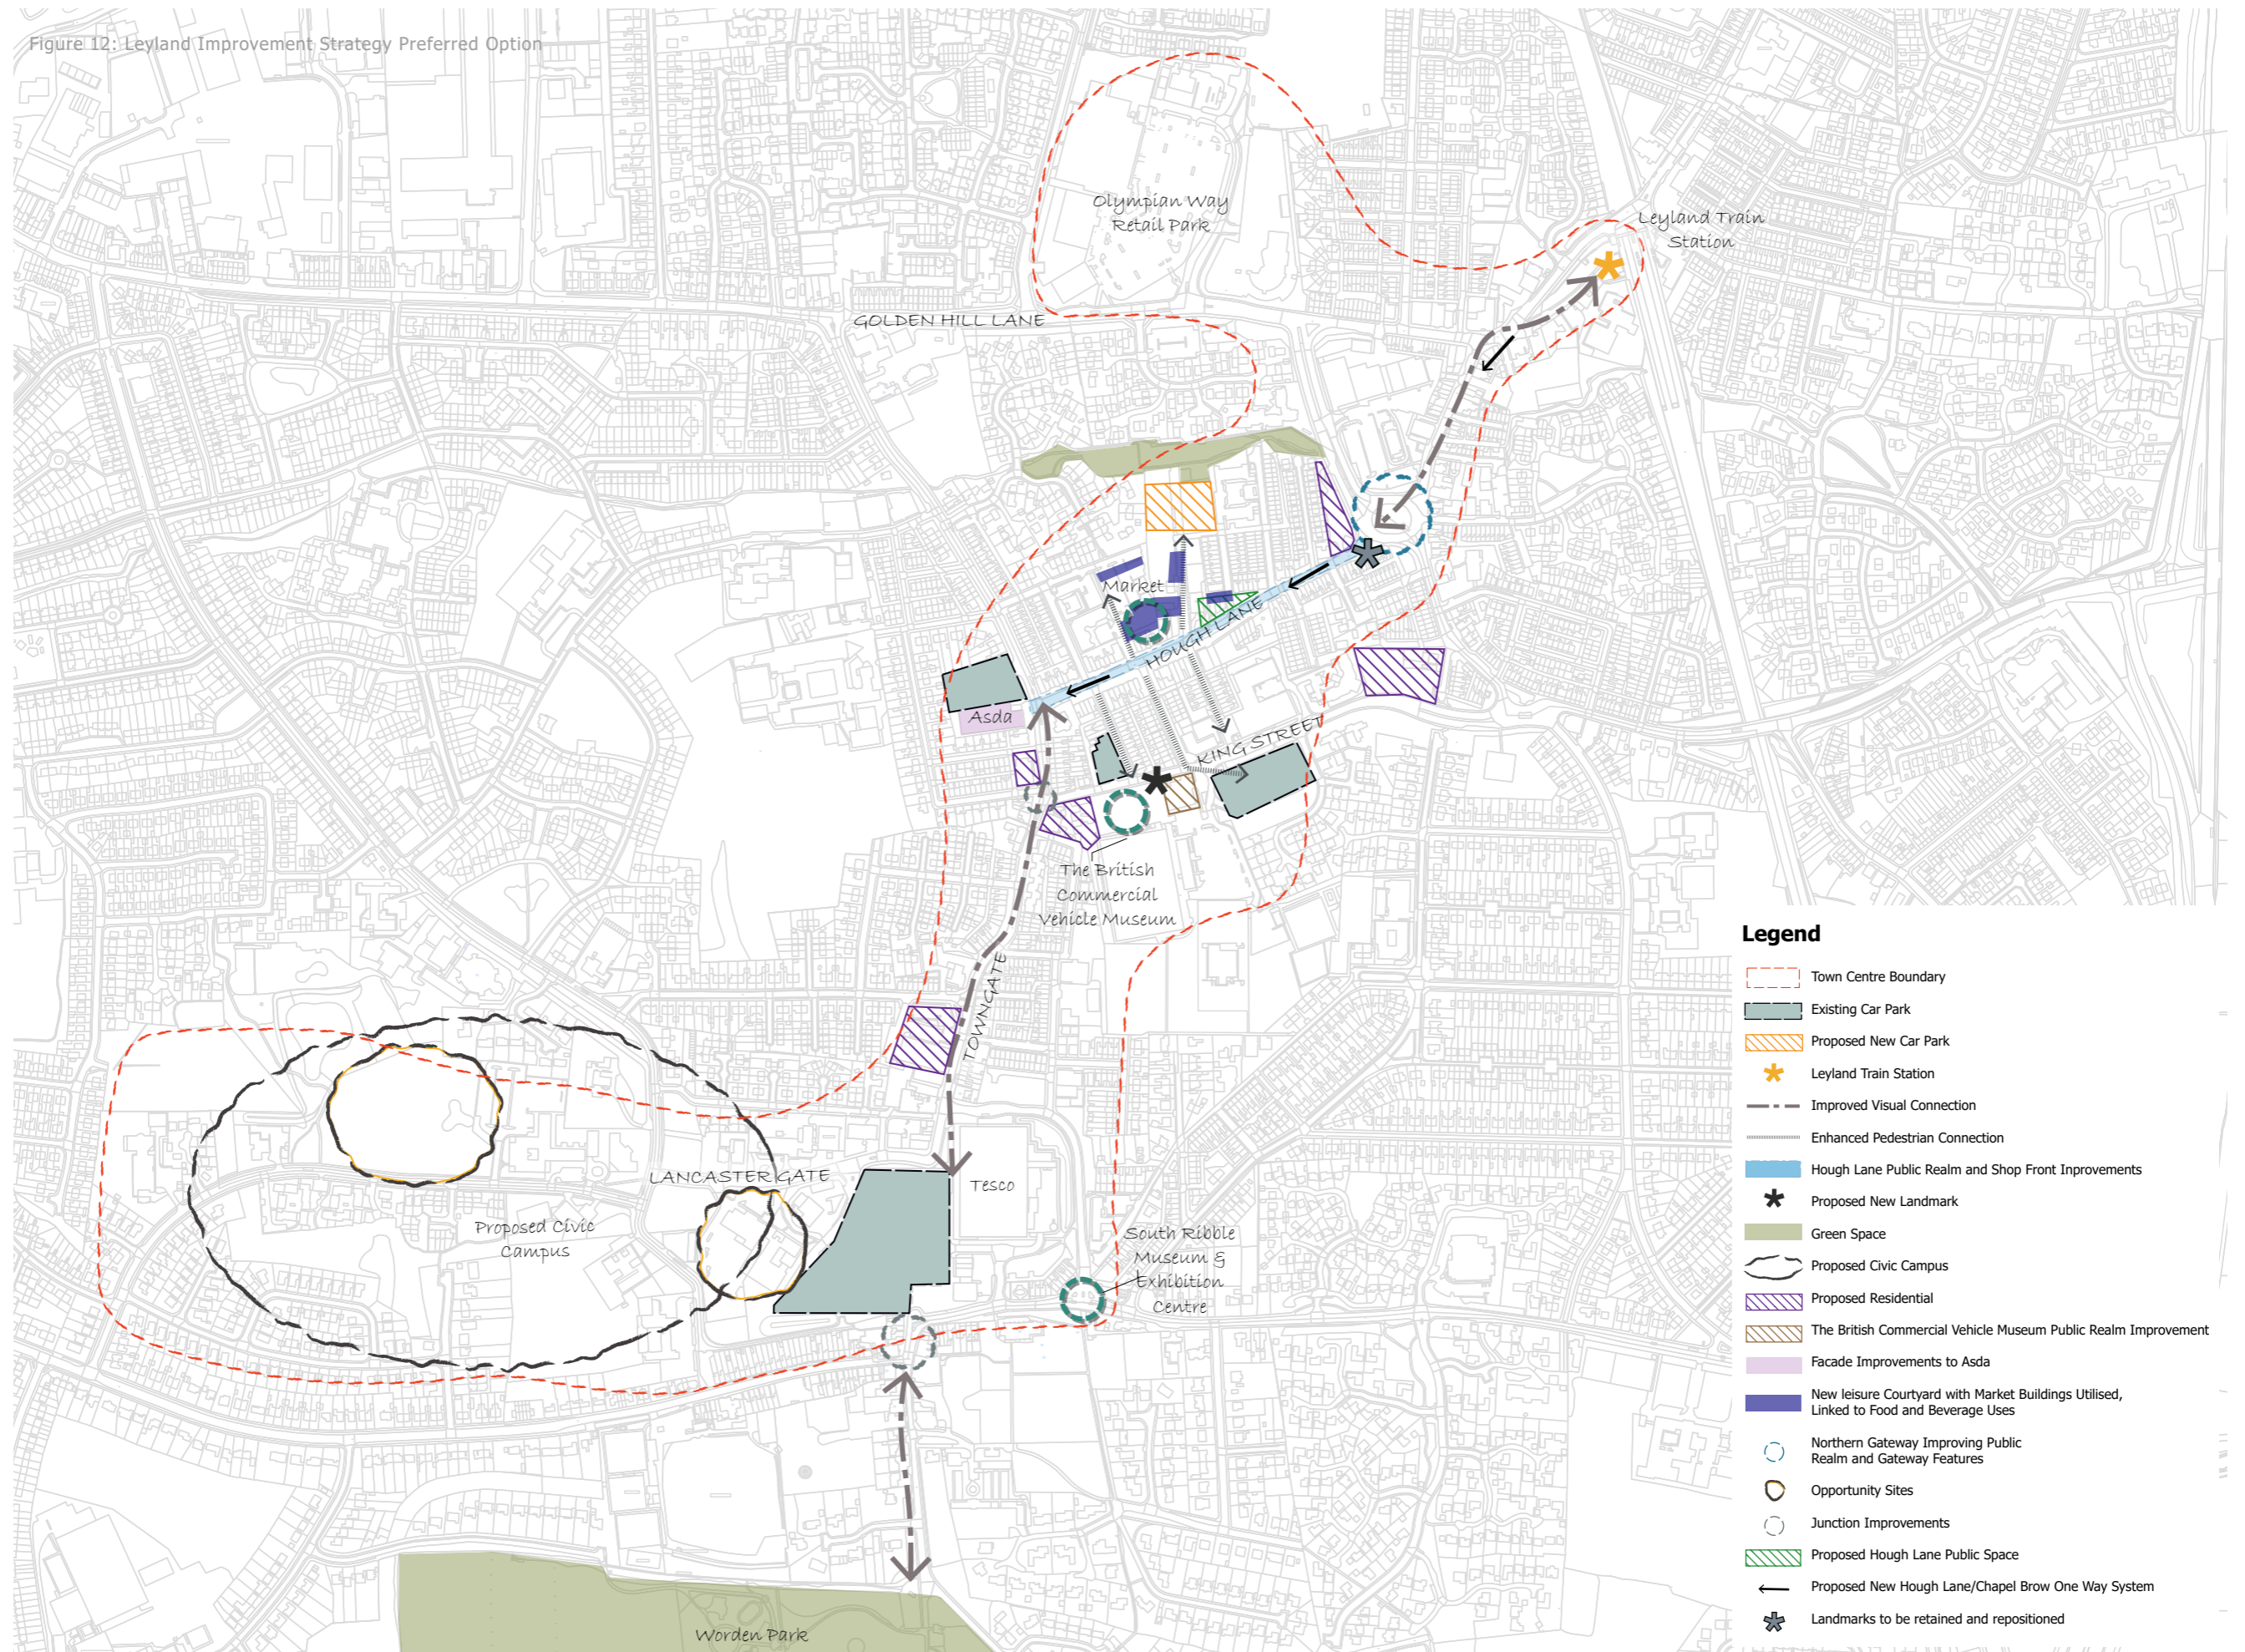 Figure 12: Leyland Improvement Strategy Preferred Option
Olympian Way
Retail Park
Leyland Train
Station
GOLDEN HILL LANE
Market
HOUGH LANE
Asda
KING STREET
The British
Commercial
Vehicle Museum
TOWNGATE
LANCASTER GATE
Tesco
Proposed Civic
Campus
South Ribble
Museum &
Exhibition
Centre
Worden Park
Legend
Town Centre Boundary
Existing Car Park
Proposed New Car Park
Leyland Train Station
Improved Visual Connection
Enhanced Pedestrian Connection
Hough Lane Public Realm and Shop Front Inprovements
Proposed New Landmark
Green Space
Proposed Civic Campus
Proposed Residential
The British Commercial Vehicle Museum Public Realm Improvement
Facade Improvements to Asda
New leisure Courtyard with Market Buildings Utilised,
Linked to Food and Beverage Uses
Northern Gateway Improving Public
Realm and Gateway Features
Opportunity Sites
Junction Improvements
Proposed Hough Lane Public Space
Proposed New Hough Lane/Chapel Brow One Way System
Landmarks to be retained and repositioned